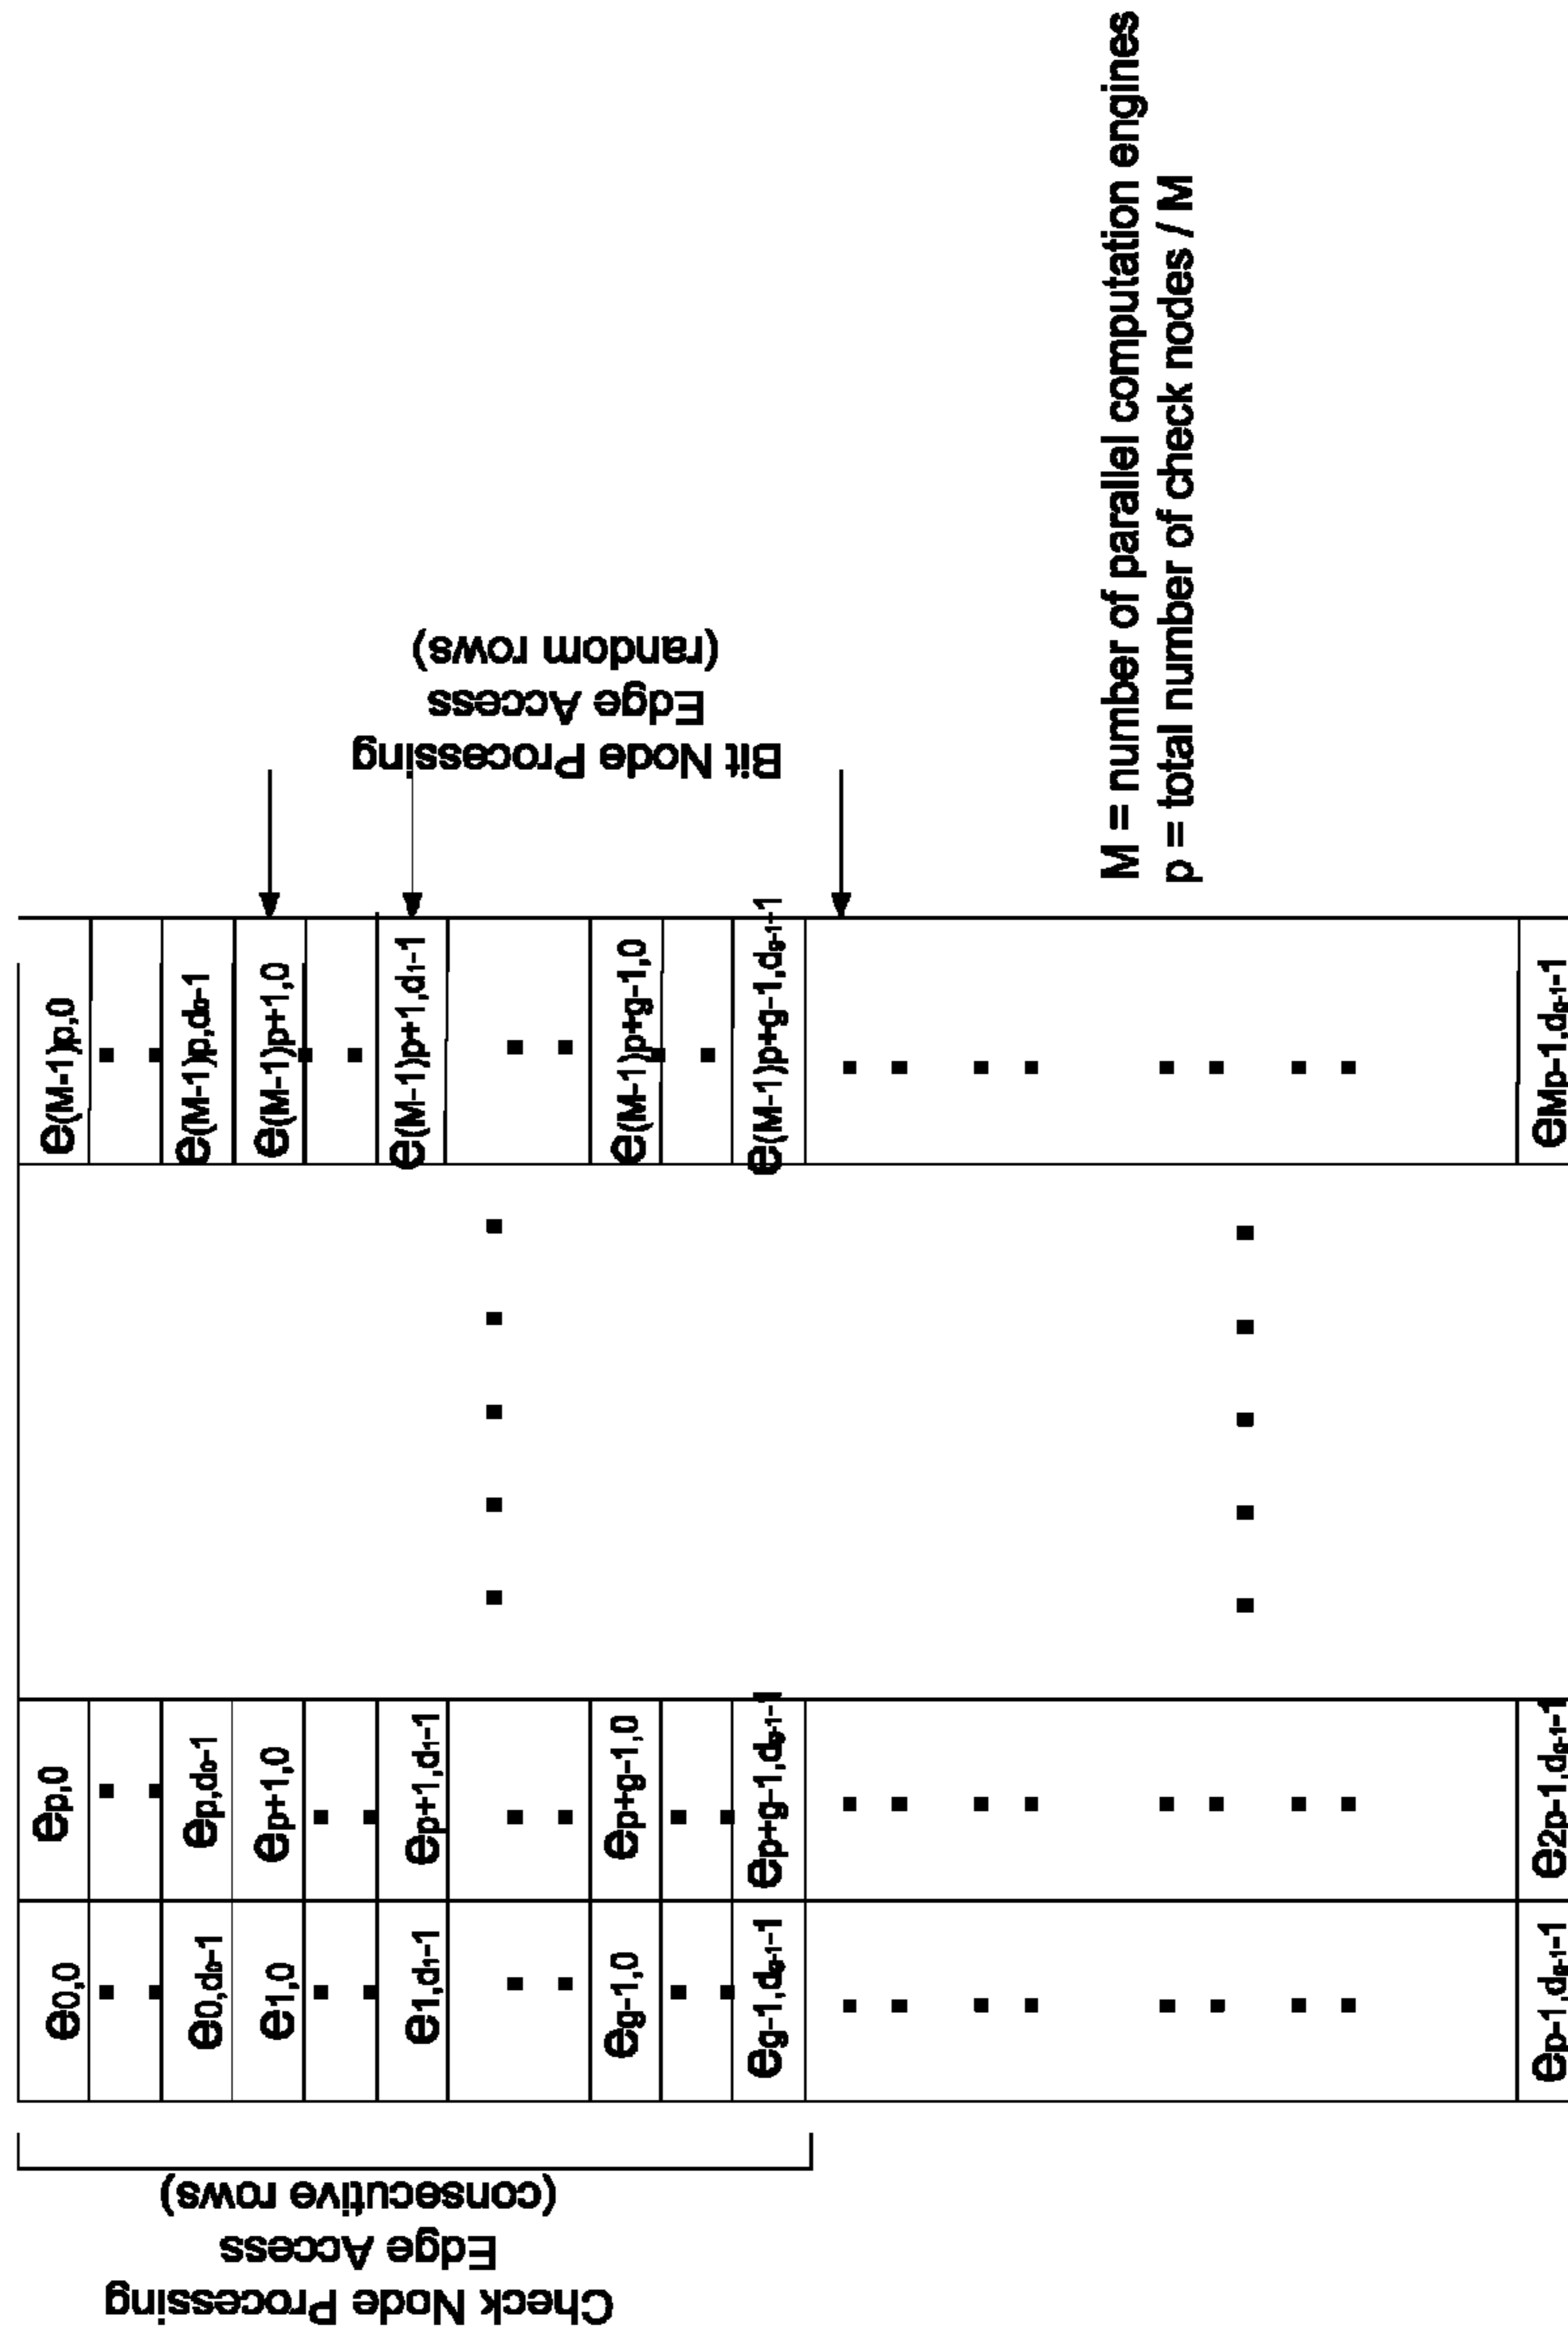 Check Node Processing
Edge Access
(consecutive rows)
e0,0 ep,0 e(M-1)p,0
e0,d0-1 ep,d0-1 e(M-1)p,d0-1
e1,0 ep+1,0 e(M-1)p+1,0
e1,d1-1 ep+1,d1-1 e(M-1)p+1,d1-1
eg-1,0 ep+g-1,0 e(M-1)p+g-1,0
eg-1,dg-1-1 ep+g-1,dg-1-1 e(M-1)p+g-1,dg-1-1
ep-1,dg-1-1 e2p-1,dg-1-1 eMp-1,dg-1-1
Bit Node Processing
Edge Access
(random rows)
M = number of parallel computation engines
p = total number of check nodes / M